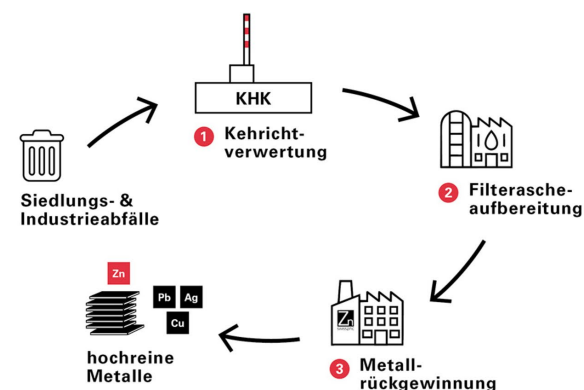 KHK
1 Kehricht-
verwertung
Siedlungs- &
Industrieabfälle
2 Filterasche-
aufbereitung
Zn
Pb Ag
Cu
hochreine
Metalle
Zn
3 Metall-
rückgewinnung